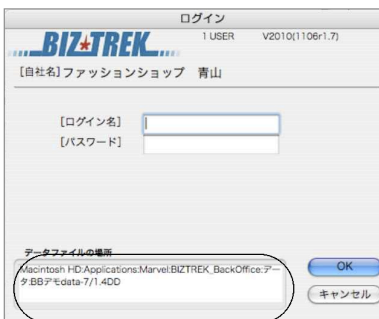 ログイン
BIZ★TREK
1 USER V2010(1106r1.7)
[自社名]ファッションショップ 青山
[ログイン名]
[パスワード]
データファイルの場所
Macintosh HD:Applications:Marvel:BIZTREK_BackOffice:デー
タ:BBデモdata-7/1.4DD
OK
キャンセル